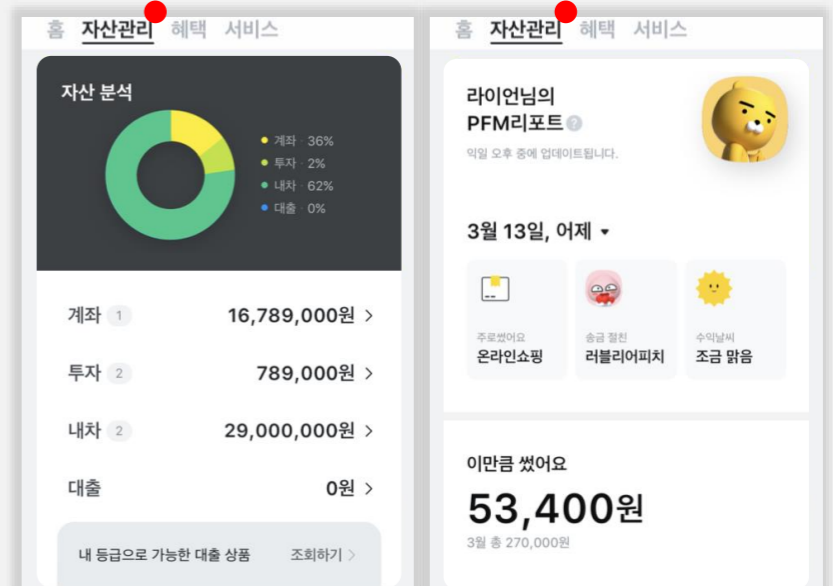 홈 자산관리 혜택 서비스
자산 분석
계좌 · 36%
투자 · 2%
내차 · 62%
대출 · 0%
계좌 1 16,789,000원 >
투자 2 789,000원 >
내차 2 29,000,000원 >
대출 0원 >
내 등급으로 가능한 대출 상품 조회하기 >
홈 자산관리 혜택 서비스
라이언님의
PFM리포트 ?
익일 오후 중에 업데이트됩니다.
3월 13일, 어제
주로썼어요
온라인쇼핑
송금 절친
러블리어피치
수익날씨
조금 맑음
이만큼 썼어요
53,400원
3월 총 270,000원